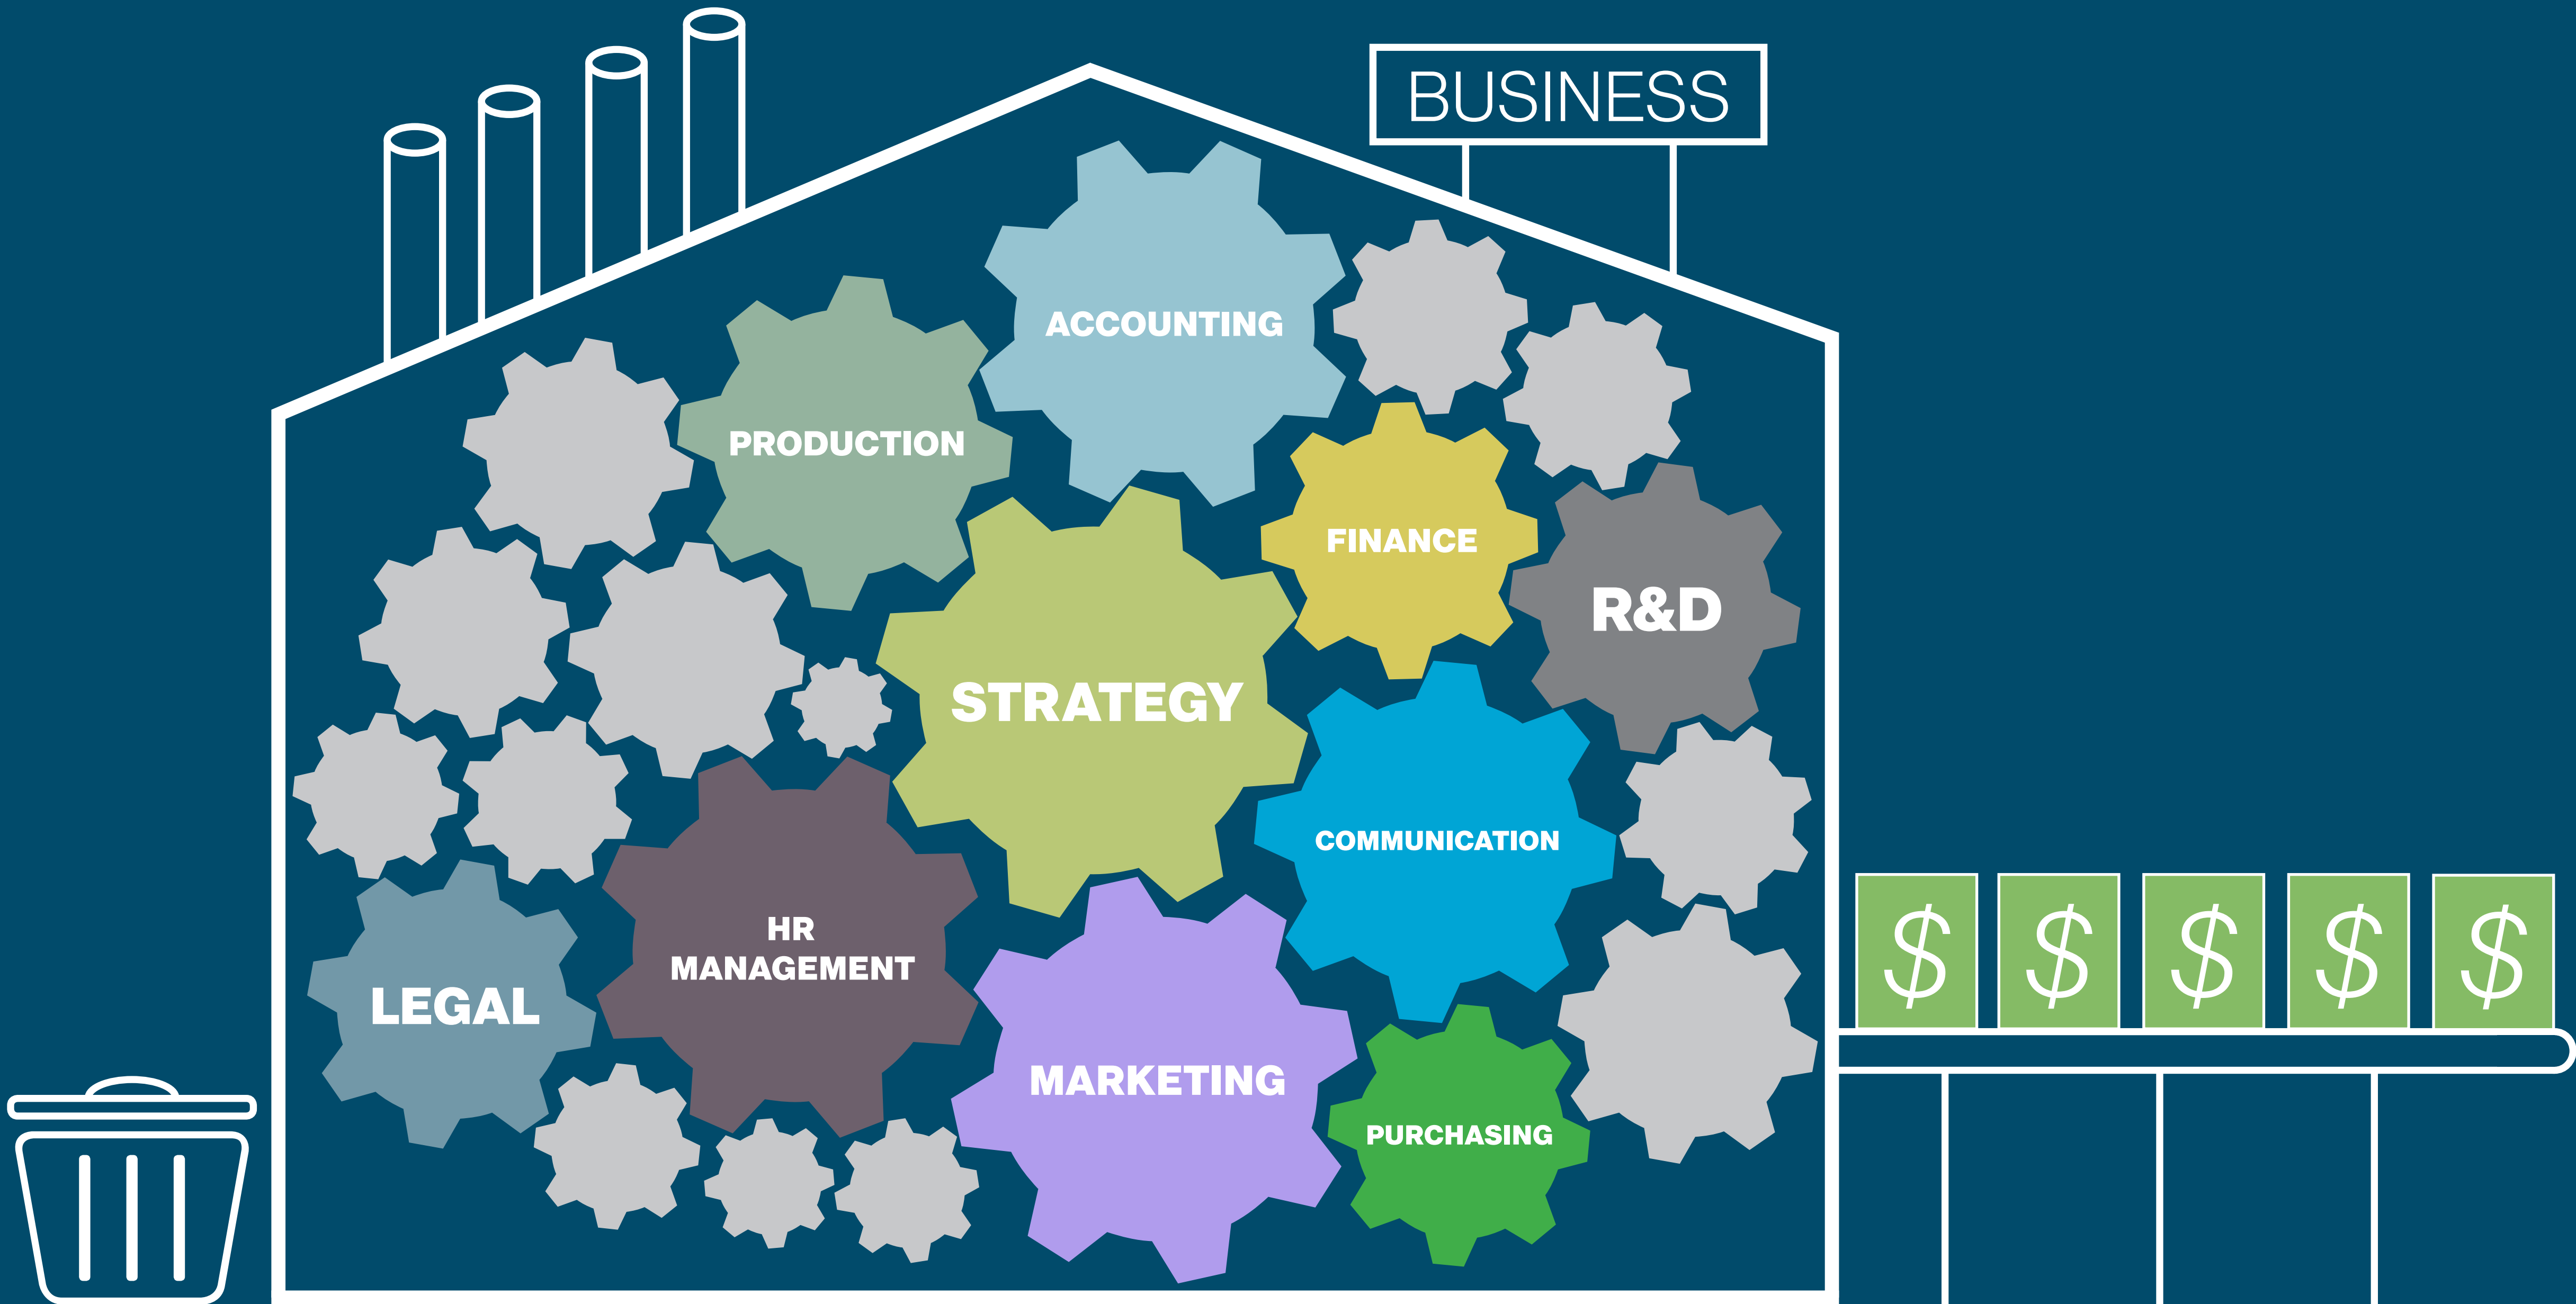 BUSINESS
ACCOUNTING
PRODUCTION
FINANCE
R&D
STRATEGY
COMMUNICATION
HR
MANAGEMENT
LEGAL
MARKETING
PURCHASING
$ $ $ $ $